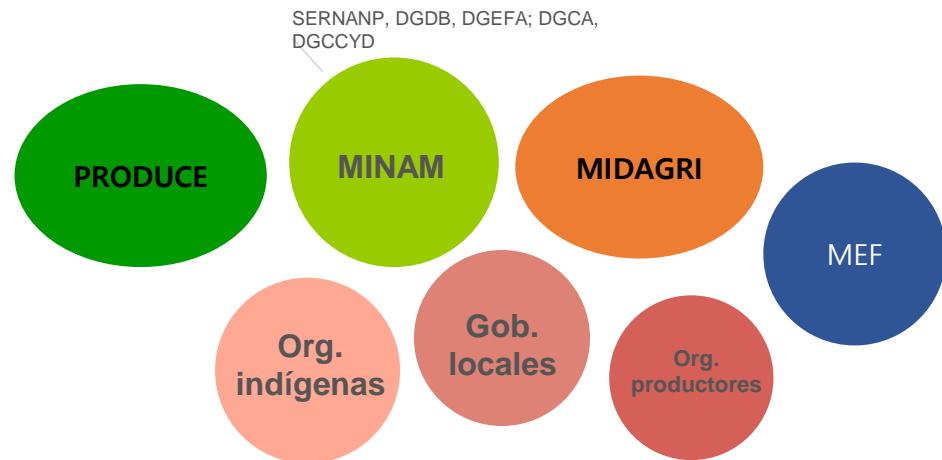 SERNANP, DGDB, DGEFA; DGCA,
DGCCYD
PRODUCE
MINAM
MIDAGRI
MEF
Org.
indígenas
Gob.
locales
Org.
productores